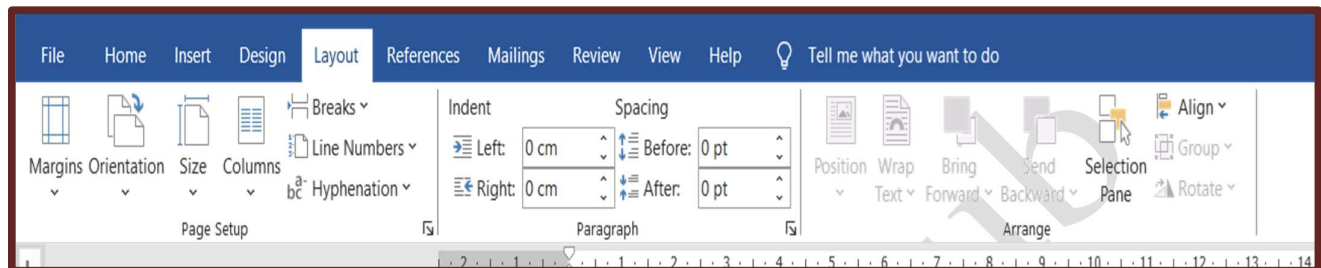 File Home Insert Design Layout References Mailings Review View Help Tell me what you want to do
Breaks Indent Spacing Align
Line Numbers Left: 0 cm Before: 0 pt Group
Margins Orientation Size Columns Position Wrap Bring Send Selection
Hyphenation Right: 0 cm After: 0 pt Text Forward Backward Pane Rotate
Page Setup Paragraph Arrange
L 2 1 1 2 3 4 5 6 7 8 9 10 11 12 13 14